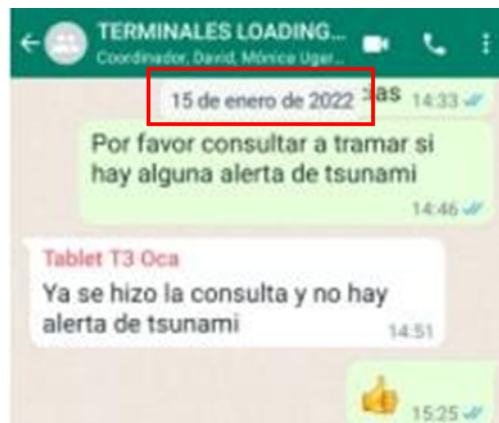 TERMINALES LOADING...
Coordinador, David, Mónica Ugar...
15 de enero de 2022
as 14:33
Por favor consultar a tramar si
hay alguna alerta de tsunami
14:46
Tablet T3 Oca
Ya se hizo la consulta y no hay
alerta de tsunami
14:51
15:25